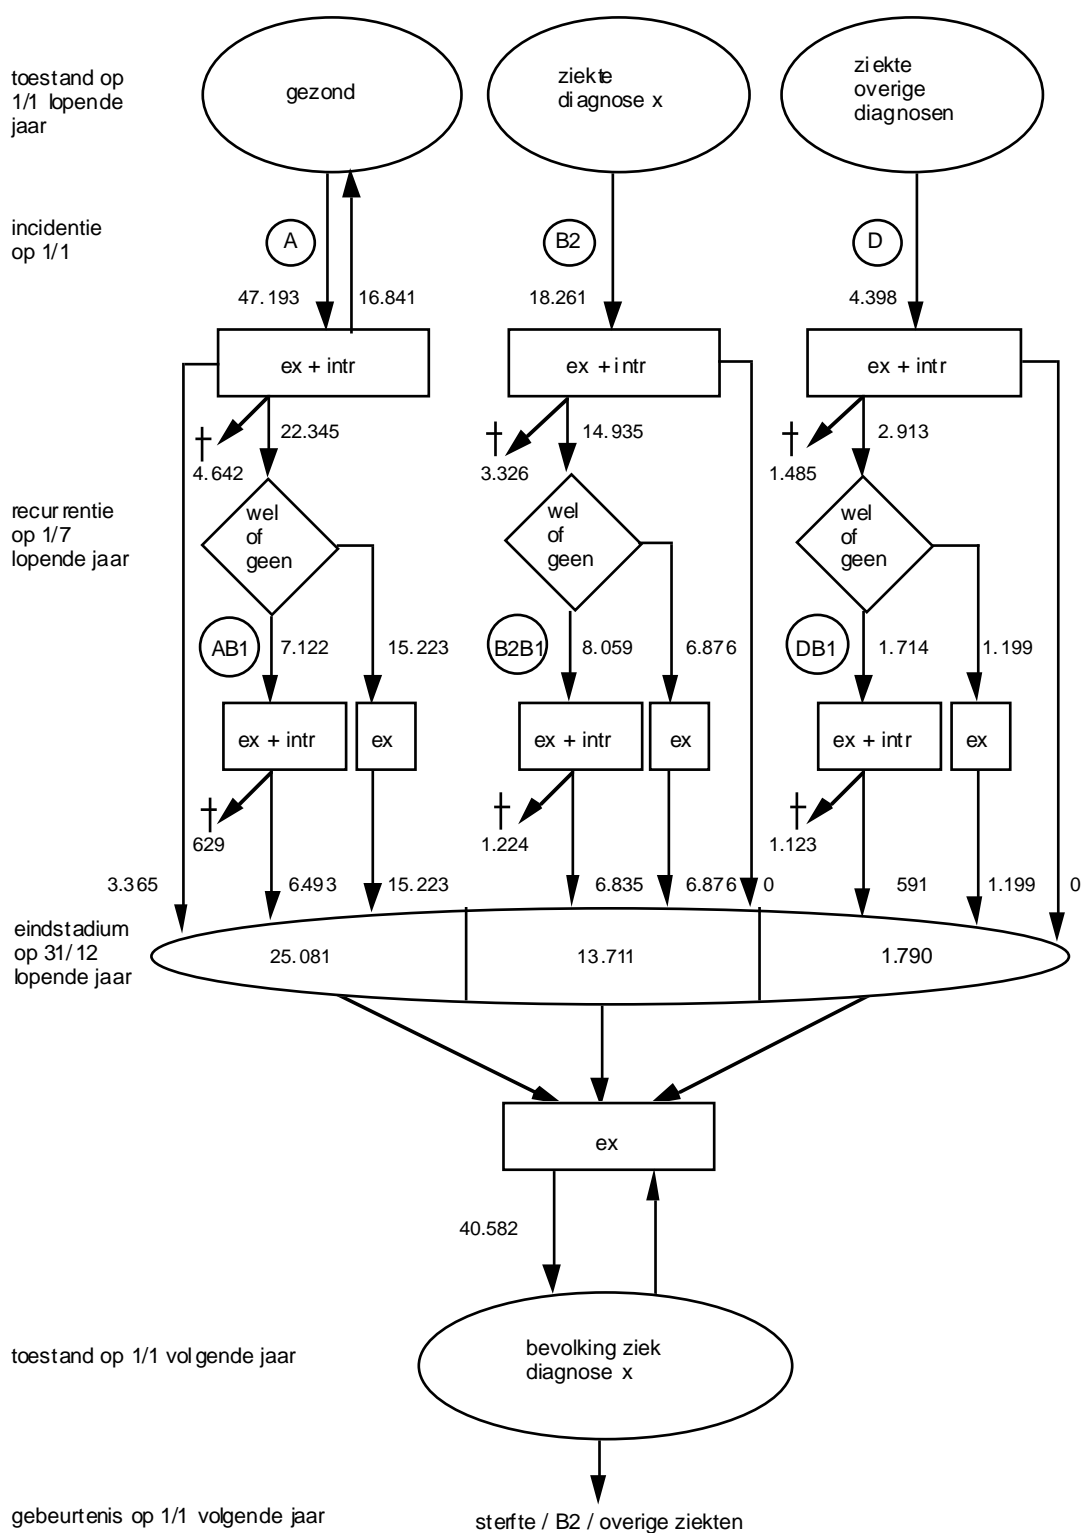 toestand op
1/1 lopende
jaar
gezond
ziekte
diagnose x
ziekte
overige
diagnosen
incidentie
op 1/1
A
B2
D
47.193
16.841
18.261
4.398
ex + intr
ex + intr
ex + intr
22.345
14.935
2.913
4.642
3.326
1.485
recurrentie
op 1/7
lopende jaar
wel
of
geen
wel
of
geen
wel
of
geen
AB1
7.122
15.223
B2B1
8.059
6.876
DB1
1.714
1.199
ex + intr
ex
ex + intr
ex
ex + intr
ex
629
1.224
1.123
3.365
6.493
15.223
6.835
6.876
0
591
1.199
0
eindstadium
op 31/12
lopende jaar
25.081
13.711
1.790
ex
40.582
toestand op 1/1 volgende jaar
bevolking ziek
diagnose x
gebeurtenis op 1/1 volgende jaar
sterfte / B2 / overige ziekten